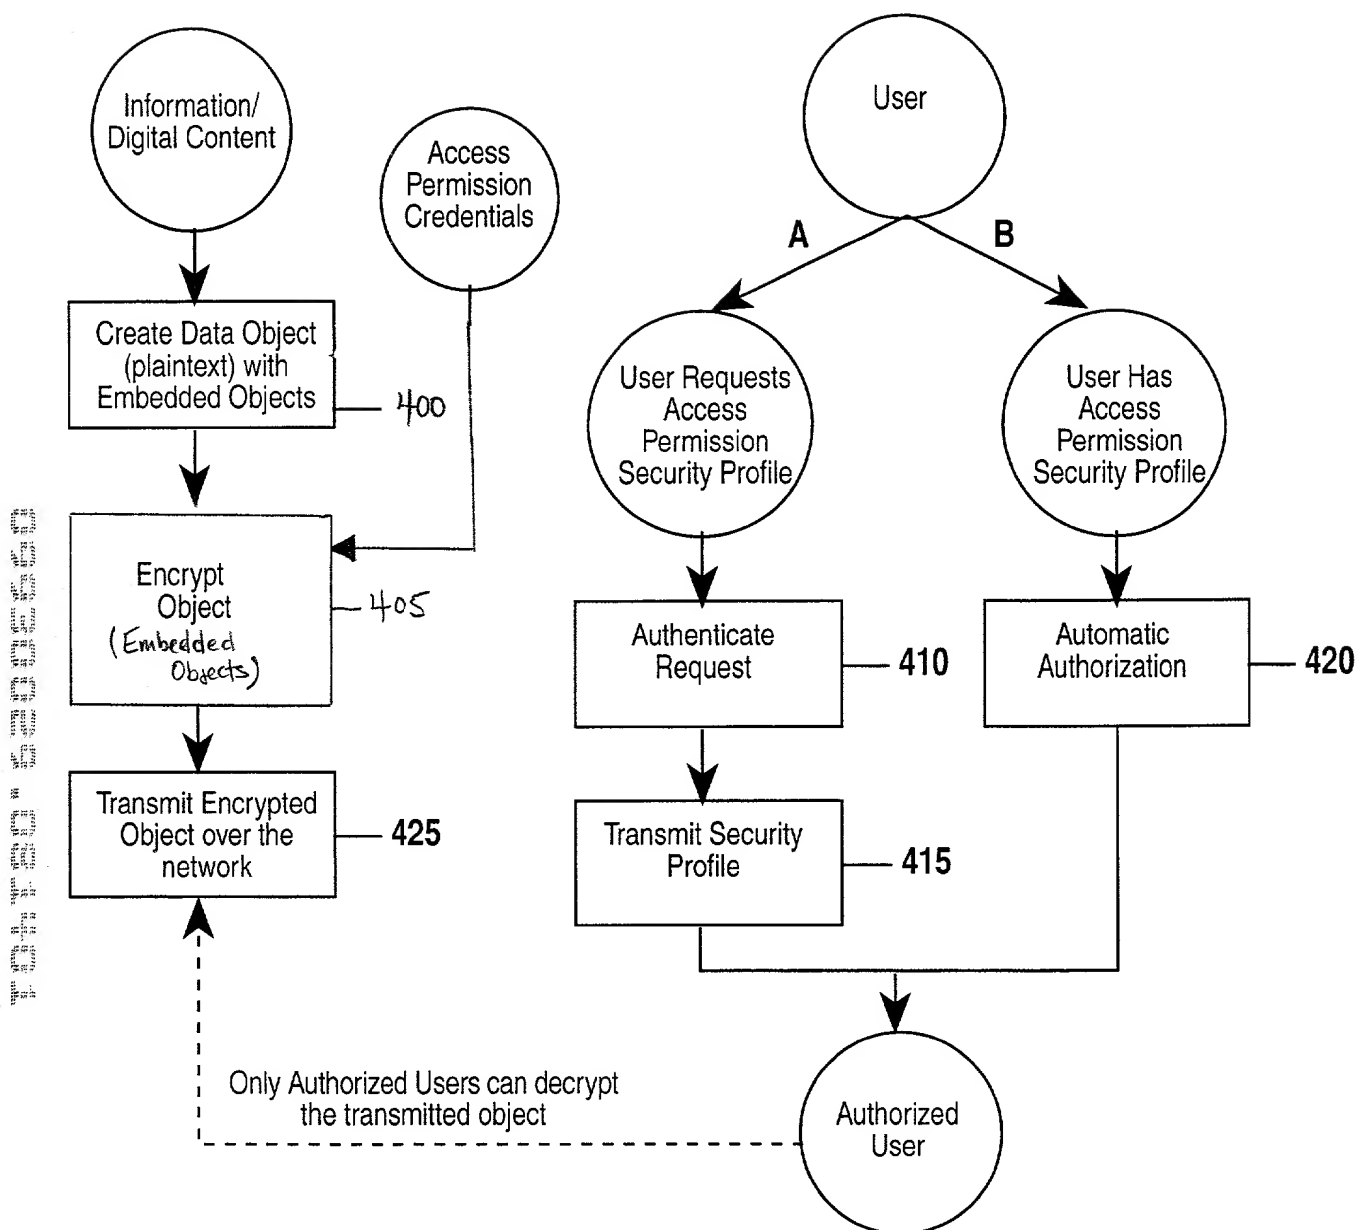 Information/
Digital Content
Access
Permission
Credentials
User
A
B
Create Data Object
(plaintext) with
Embedded Objects
400
User Requests
Access
Permission
Security Profile
User Has
Access
Permission
Security Profile
Encrypt
Object
(Embedded
Objects)
405
Authenticate
Request
410
Automatic
Authorization
420
Transmit Encrypted
Object over the
network
425
Transmit Security
Profile
415
Only Authorized Users can decrypt
the transmitted object
Authorized
User